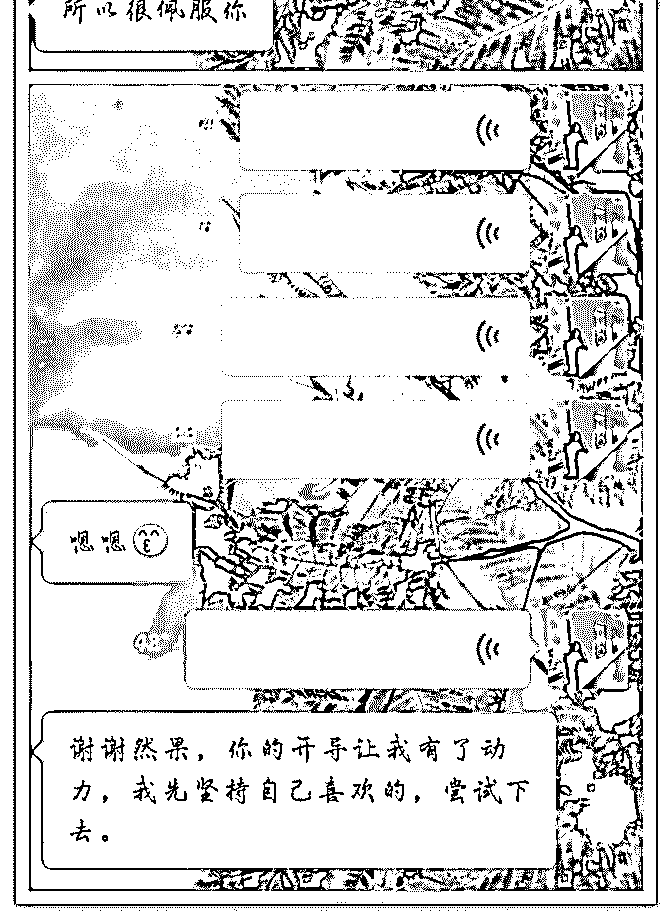 所以很佩服你
嗯嗯
谢谢然果，你的开导让我有了动
力，我先坚持自己喜欢的，尝试下
去。